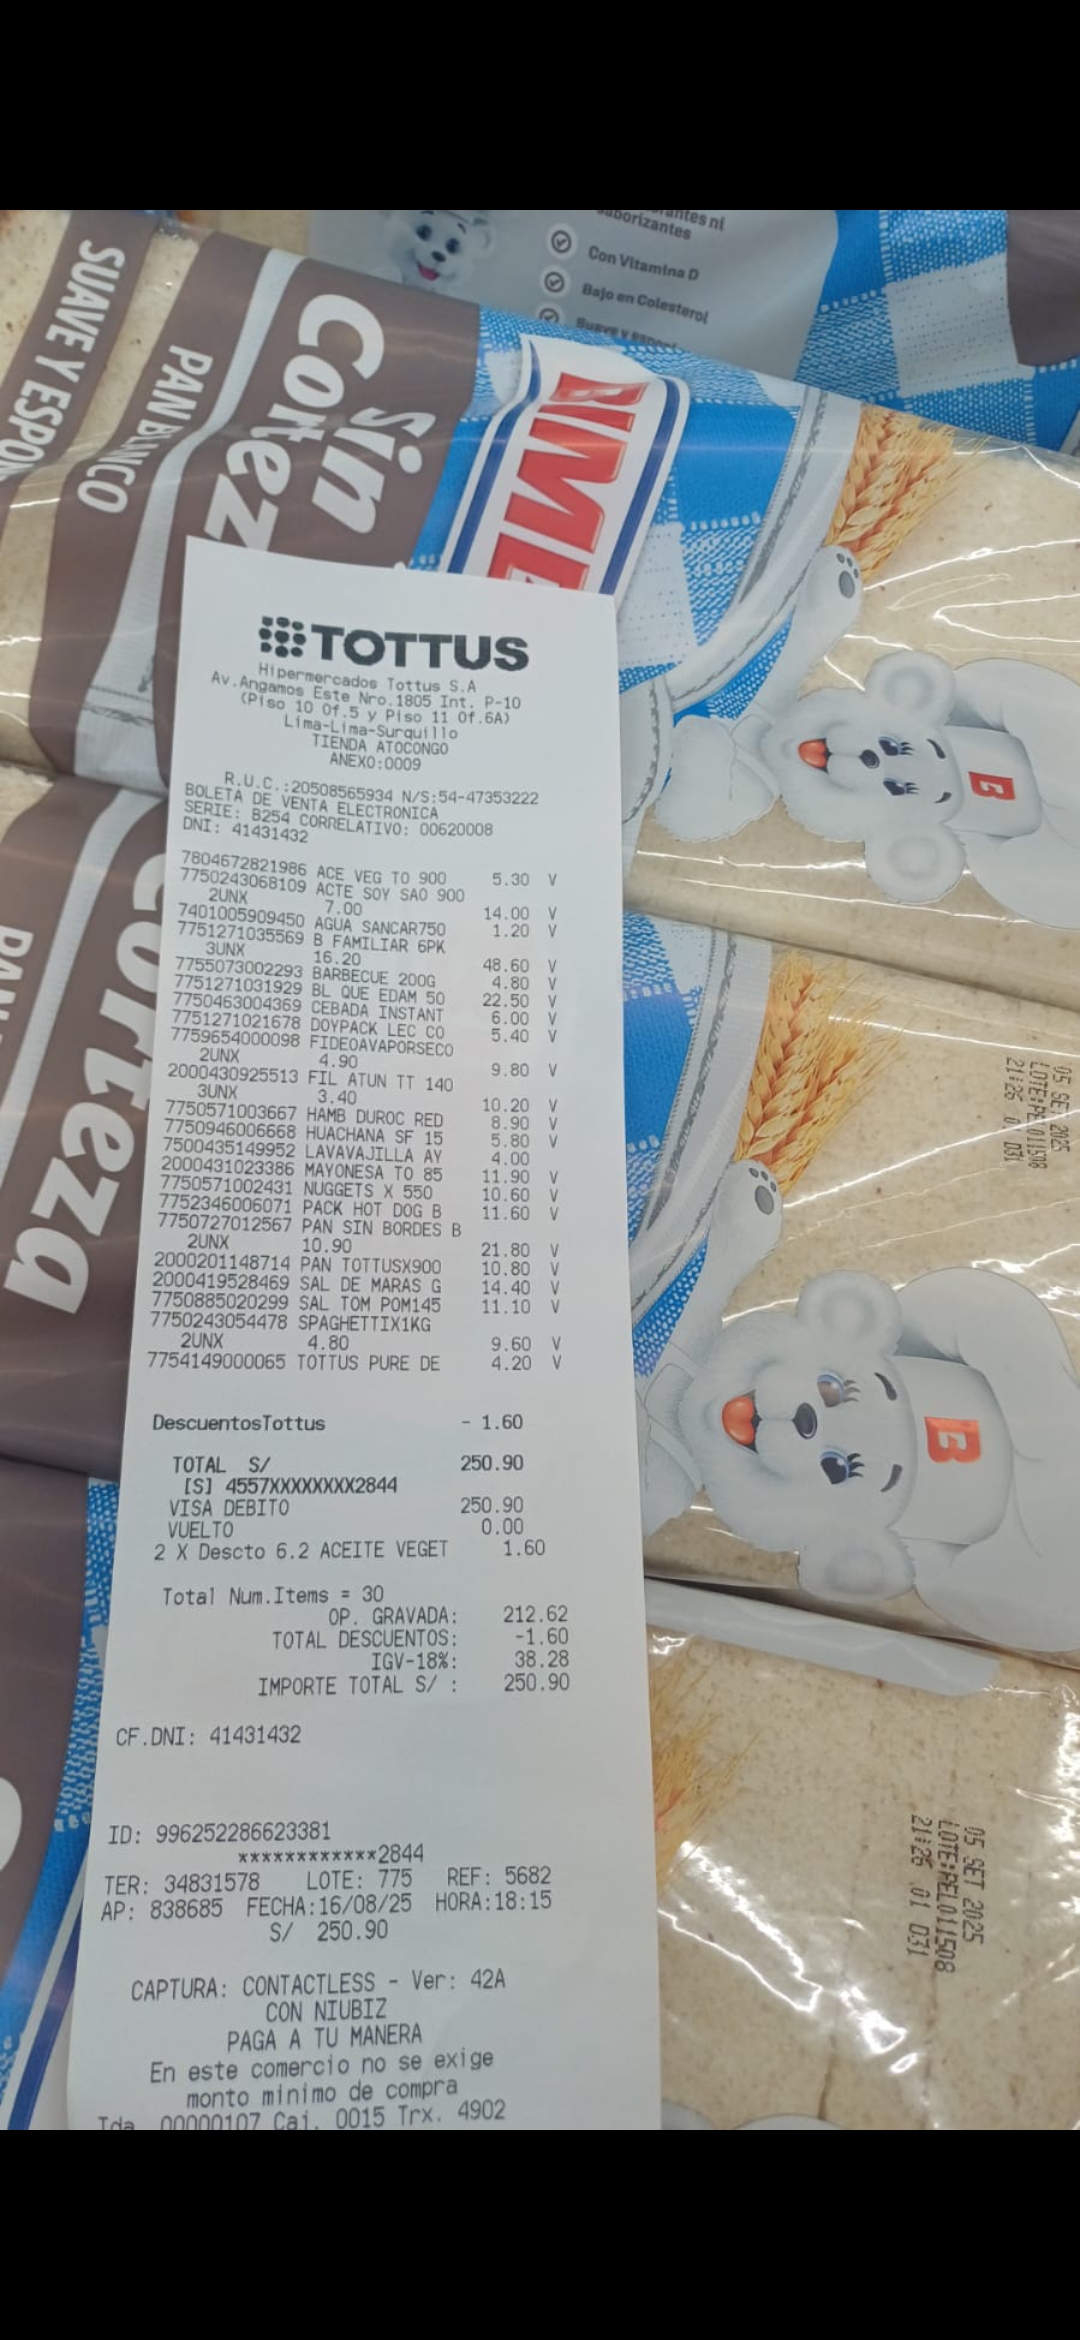 rantes ni
saborizantes
Con Vitamina D
Bajo en Colesterol
Suave y
SUAVE Y
PAN BLANCO
Sin
Corteza
BIMB
TOTTUS
Hipermercados Tottus S.A
Av.Angamos Este Nro.1805 Int. P-10
(Piso 10 Of.5 y Piso 11 Of.6A)
Lima-Lima-Surquillo
TIENDA ATOCONGO
ANEXO:0009
R.U.C.:20508565934 N/S:54-47353222
BOLETA DE VENTA ELECTRONICA
SERIE: B254 CORRELATIVO: 00620008
DNI: 41431432
7804672821986 ACE VEG TO 900 5.30 V
7750243068109 ACTE SOY SAO 900
2UNX 7.00 14.00 V
7401005909450 AGUA SANCAR750 1.20 V
7751271035569 B FAMILIAR 6PK
3UNX 16.20 48.60 V
7755073002293 BARBECUE 200G 4.80 V
7751271031929 BL QUE EDAM 50 22.50 V
7750463004369 CEBADA INSTANT 6.00 V
7751271021678 DOYPACK LEC CO 5.40 V
7759654000098 FIDEOAVAPORSECO
2UNX 4.90 9.80 V
2000430925513 FIL ATUN TT 140
3UNX 3.40 10.20 V
7750571003667 HAMB DUROC RED 8.90 V
7750946006668 HUACHANA SF 15 5.80 V
7500435149952 LAVAVAJILLA AY 4.00
2000431023386 MAYONESA TO 85 11.90 V
7750571002431 NUGGETS X 550 10.60 V
7752346006071 PACK HOT DOG B 11.60 V
7750727012567 PAN SIN BORDES B
2UNX 10.90 21.80 V
2000201148714 PAN TOTTUSX900 10.80 V
2000419528469 SAL DE MARAS G 14.40 V
7750885020299 SAL TOM POM145 11.10 V
7750243054478 SPAGHETTIX1KG
2UNX 4.80 9.60 V
7754149000065 TOTTUS PURE DE 4.20 V
DescuentosTottus - 1.60
TOTAL S/ 250.90
[S] 4557XXXXXXXX2844
VISA DEBITO 250.90
VUELTO 0.00
2 X Descto 6.2 ACEITE VEGET 1.60
Total Num.Items = 30
OP. GRAVADA: 212.62
TOTAL DESCUENTOS: -1.60
IGV-18%: 38.28
IMPORTE TOTAL S/ : 250.90
CF.DNI: 41431432
ID: 996252286623381
************2844
TER: 34831578 LOTE: 775 REF: 5682
AP: 838685 FECHA:16/08/25 HORA:18:15
S/ 250.90
CAPTURA: CONTACTLESS - Ver: 42A
CON NIUBIZ
PAGA A TU MANERA
En este comercio no se exige
monto minimo de compra
Tda. 00000107 Caj. 0015 Trx. 4902
B
B
orteza
PAN
05 SET 2025
LOTE:PEL011508
21:26 01 031
05 SET 2025
LOTE:PEL011508
21:26 01 031